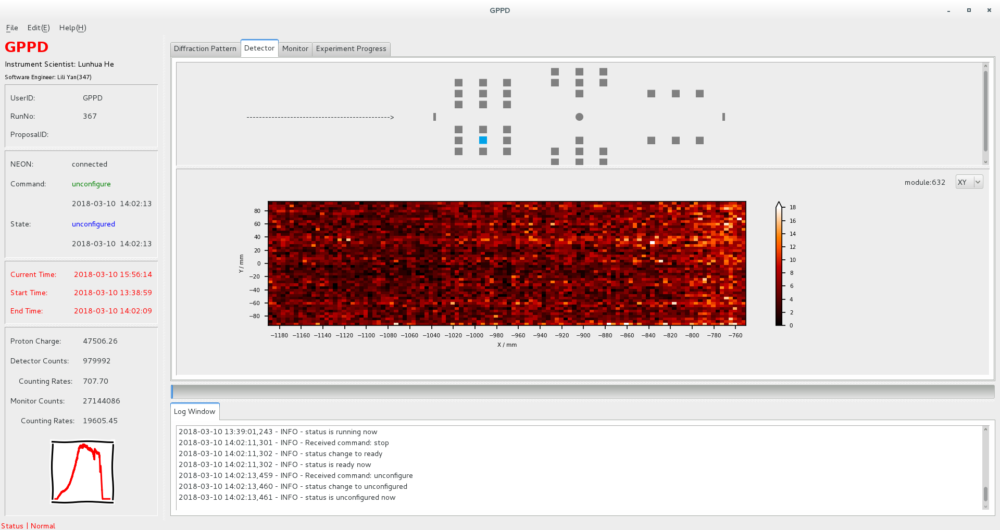 GPPD
File Edit(E) Help(H)
GPPD
Instrument Scientist: Lunhua He
Software Engineer: Lili Yan(347)
UserID: GPPD
RunNo: 367
ProposalID:
NEON: connected
Command: unconfigure
2018-03-10 14:02:13
State: unconfigured
2018-03-10 14:02:13
Current Time: 2018-03-10 15:56:14
Start Time: 2018-03-10 13:38:59
End Time: 2018-03-10 14:02:09
Proton Charge: 47506.26
Detector Counts: 979992
Counting Rates: 707.70
Monitor Counts: 27144086
Counting Rates: 19605.45
Status | Normal
Diffraction Pattern Detector Monitor Experiment Progress
---------------------------------------------->
module:632 XY
80
60
40
20
0
−20
−40
−60
−80
Y / mm
−1180 −1160 −1140 −1120 −1100 −1080 −1060 −1040 −1020 −1000 −980 −960 −940 −920 −900 −880 −860 −840 −820 −800 −780 −760
X / mm
18
16
14
12
10
8
6
4
2
0
Log Window
2018-03-10 13:39:01,243 - INFO - status is running now
2018-03-10 14:02:11,301 - INFO - Received command: stop
2018-03-10 14:02:11,302 - INFO - status change to ready
2018-03-10 14:02:11,302 - INFO - status is ready now
2018-03-10 14:02:13,459 - INFO - Received command: unconfigure
2018-03-10 14:02:13,460 - INFO - status change to unconfigured
2018-03-10 14:02:13,461 - INFO - status is unconfigured now